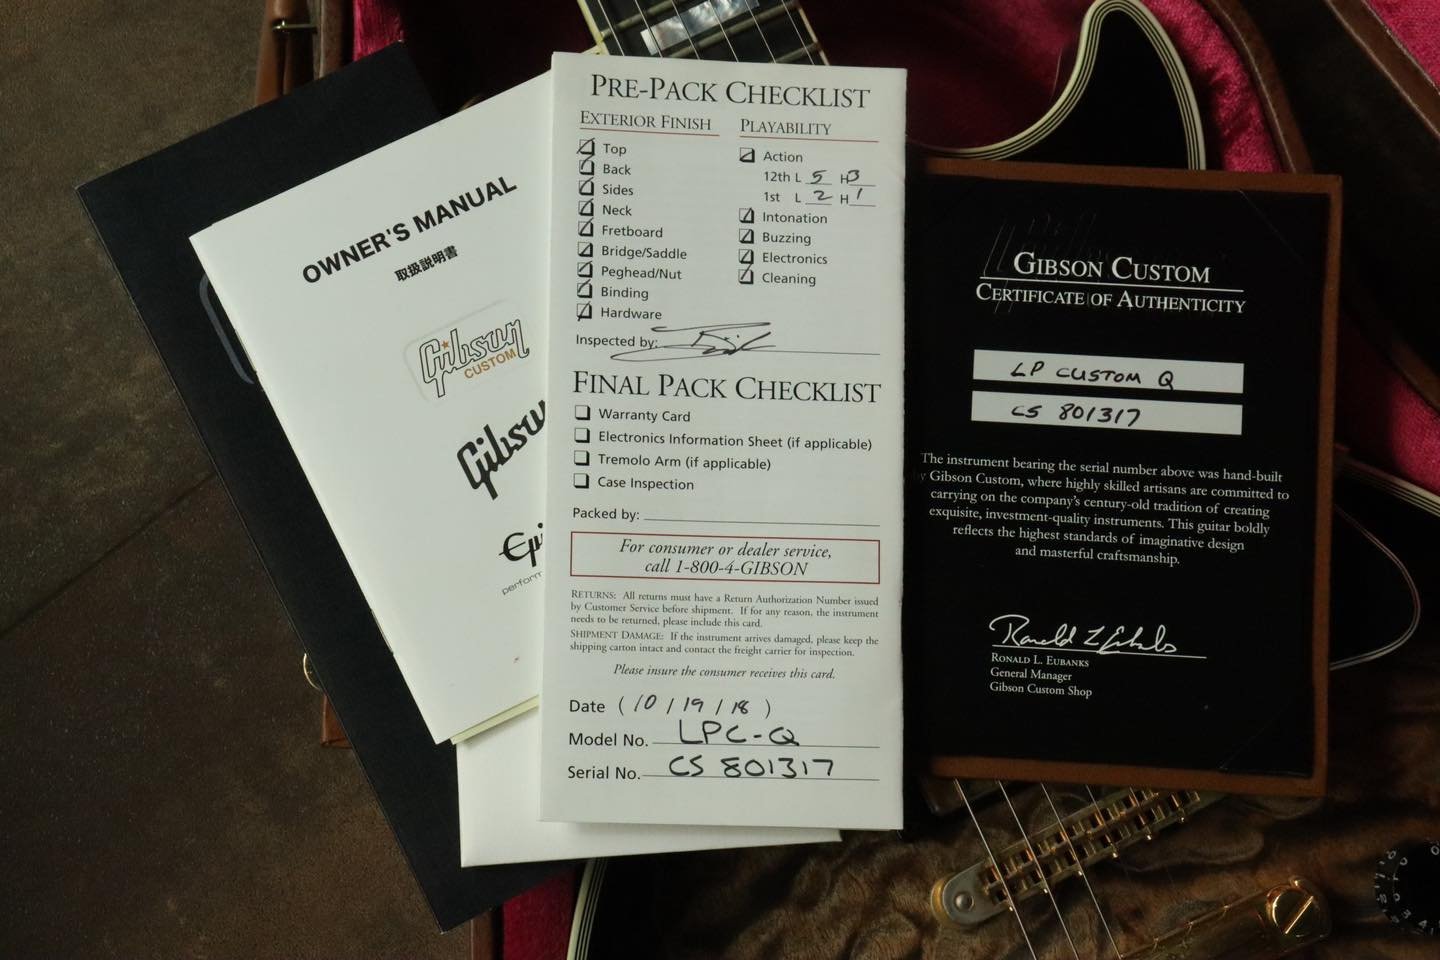 OWNER'S MANUAL
取扱説明書
Gibson
CUSTOM
Gibson
PRE-PACK CHECKLIST
EXTERIOR FINISH
Top
Back
Sides
Neck
Fretboard
Bridge/Saddle
Peghead/Nut
Binding
Hardware
PLAYABILITY
Action
12th L 5 H 3
1st L 2 H 1
Intonation
Buzzing
Electronics
Cleaning
Inspected by:
FINAL PACK CHECKLIST
Warranty Card
Electronics Information Sheet (if applicable)
Tremolo Arm (if applicable)
Case Inspection
Packed by:
For consumer or dealer service,
call 1-800-4-GIBSON
RETURNS: All returns must have a Return Authorization Number issued
by Customer Service before shipment. If for any reason, the instrument
needs to be returned, please include this card.
SHIPMENT DAMAGE: If the instrument arrives damaged, please keep the
shipping carton intact and contact the freight carrier for inspection.
Please insure the consumer receives this card.
Date ( 10 / 19 / 18 )
Model No. LPC-Q
Serial No. CS 801317
GIBSON CUSTOM
CERTIFICATE OF AUTHENTICITY
LP CUSTOM Q
CS 801317
The instrument bearing the serial number above was hand-built
by Gibson Custom, where highly skilled artisans are committed to
carrying on the company's century-old tradition of creating
exquisite, investment-quality instruments. This guitar boldly
reflects the highest standards of imaginative design
and masterful craftsmanship.
Ronald L Eubanks
RONALD L. EUBANKS
General Manager
Gibson Custom Shop